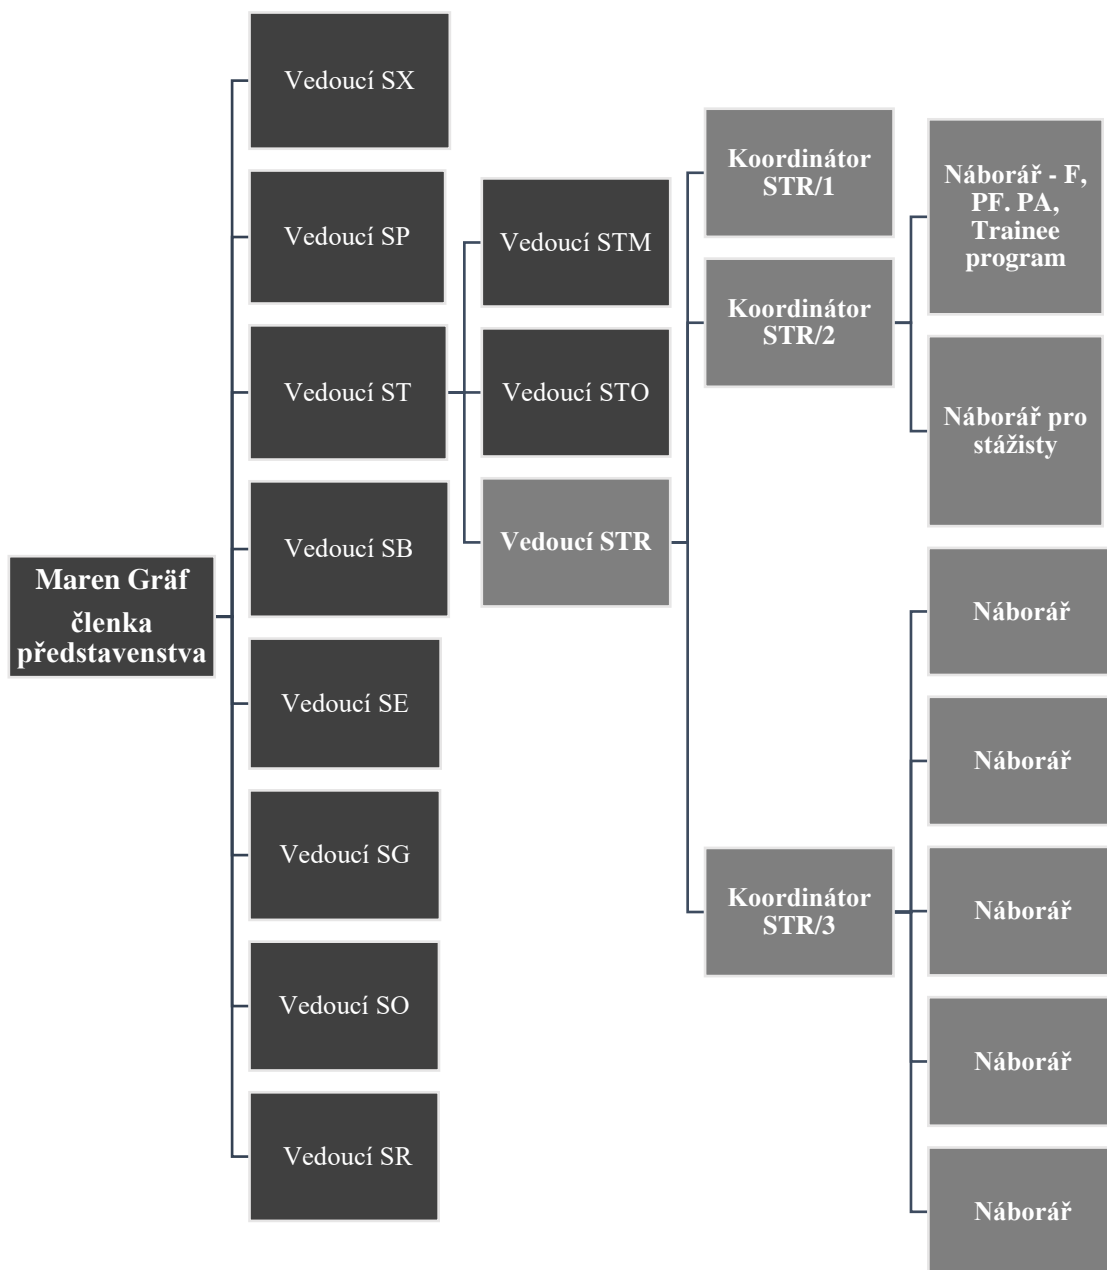 Maren Gräf
členka
představenstva
Vedoucí SX
Vedoucí SP
Vedoucí ST
Vedoucí SB
Vedoucí SE
Vedoucí SG
Vedoucí SO
Vedoucí SR
Vedoucí STM
Vedoucí STO
Vedoucí STR
Koordinátor
STR/1
Koordinátor
STR/2
Koordinátor
STR/3
Náborář - F,
PF. PA,
Trainee
program
Náborář pro
stážisty
Náborář
Náborář
Náborář
Náborář
Náborář